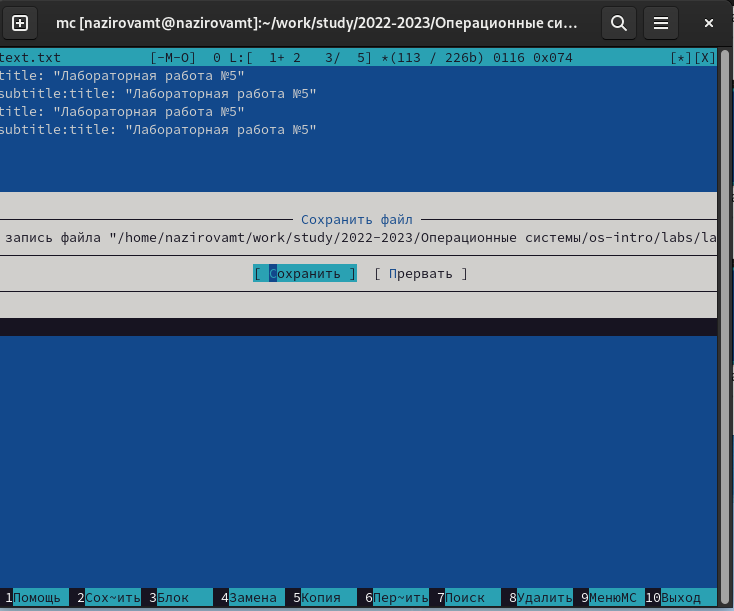 mc [nazirovamt@nazirovamt]:~/work/study/2022-2023/Операционные си...
text.txt [-M-O] 0 L:[ 1+ 2 3/ 5] *(113 / 226b) 0116 0x074 [*][X]
title: "Лабораторная работа №5"
subtitle: "Лабораторная работа №5"
title: "Лабораторная работа №5"
subtitle:title: "Лабораторная работа №5"
Сохранить файл
запись файла "/home/nazirovamt/work/study/2022-2023/Операционные системы/os-intro/labs/la
[ Сохранить ] [ Прервать ]
1Помощь 2Сох~ить 3Блок 4Замена 5Копия 6Пер~ить 7Поиск 8Удалить 9МенюMC 10Выход